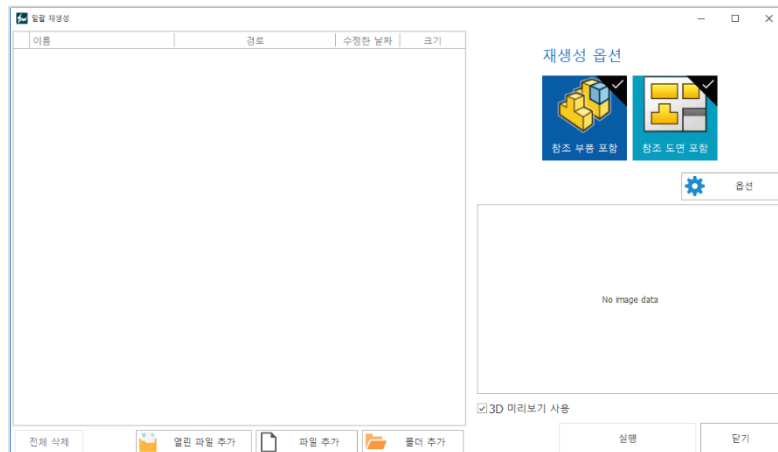 일괄 재생성
이름 경로 수정한 날짜 크기
재생성 옵션
참조 부품 포함 참조 도면 포함
옵션
No image data
3D 미리보기 사용
전체 삭제 열린 파일 추가 파일 추가 폴더 추가
실행 닫기